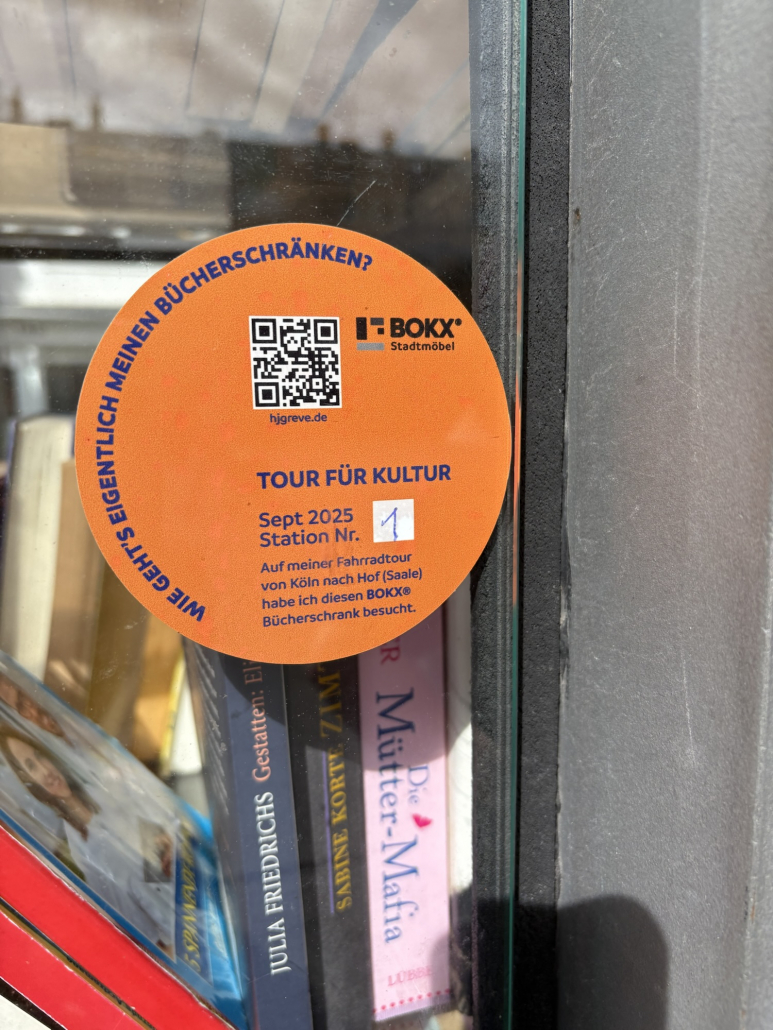 WIE GEHT'S EIGENTLICH MEINEN BÜCHERSCHRÄNKEN?
BOKX®
Stadtmöbel
hjgreve.de
TOUR FÜR KULTUR
Sept 2025
Station Nr. 1
Auf meiner Fahrradtour
von Köln nach Hof (Saale)
habe ich diesen BOKX®
Bücherschrank besucht.
JULIA FRIEDRICHS Gestatten:
SABINE KORTE
Die
Mütter-Mafia
LÜBBE